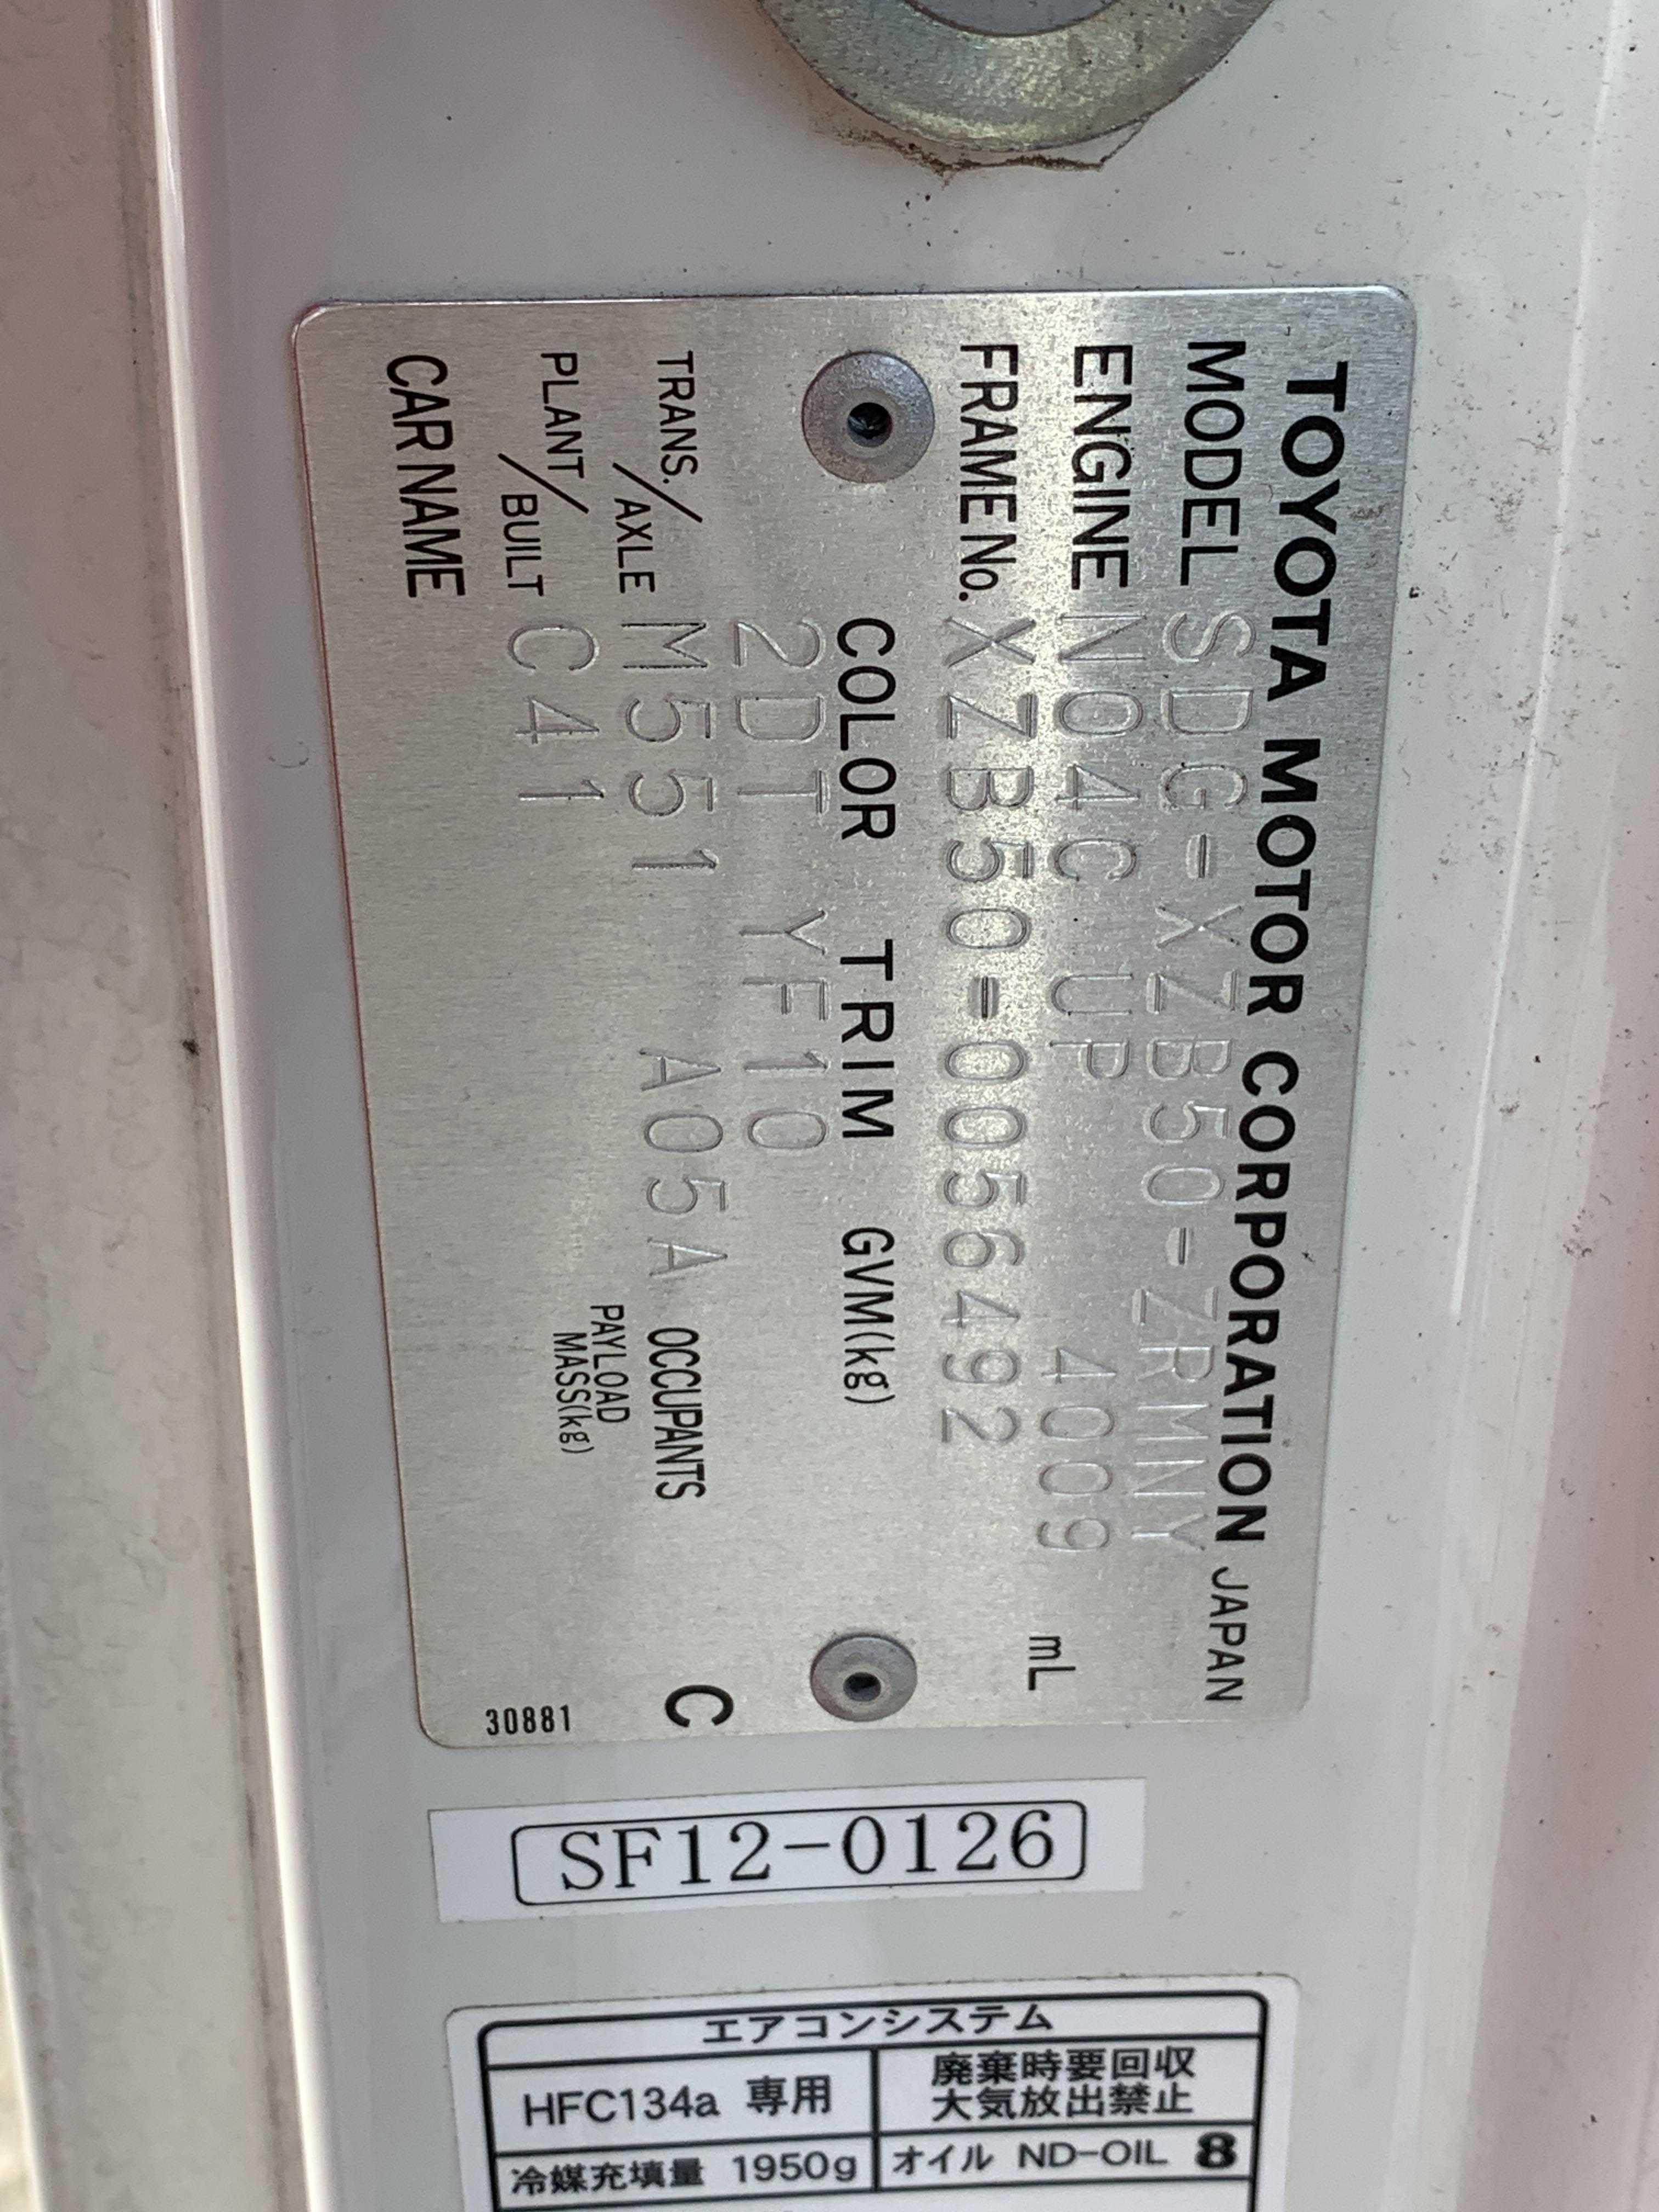 TOYOTA MOTOR CORPORATION JAPAN
MODEL SDG-XZB50-ZRMNY
ENGINE N04C UP 4009 mL
FRAME No. XZB50-0056492
COLOR TRIM GVM(kg)
2DT YF10
TRANS./AXLE M551 A05A OCCUPANTS C
PLANT/BUILT C41 PAYLOAD MASS(kg)
CAR NAME
30881
SF12-0126
エアコンシステム
HFC134a 専用 廃棄時要回収
大気放出禁止
冷媒充填量 1950g オイル ND-OIL 8